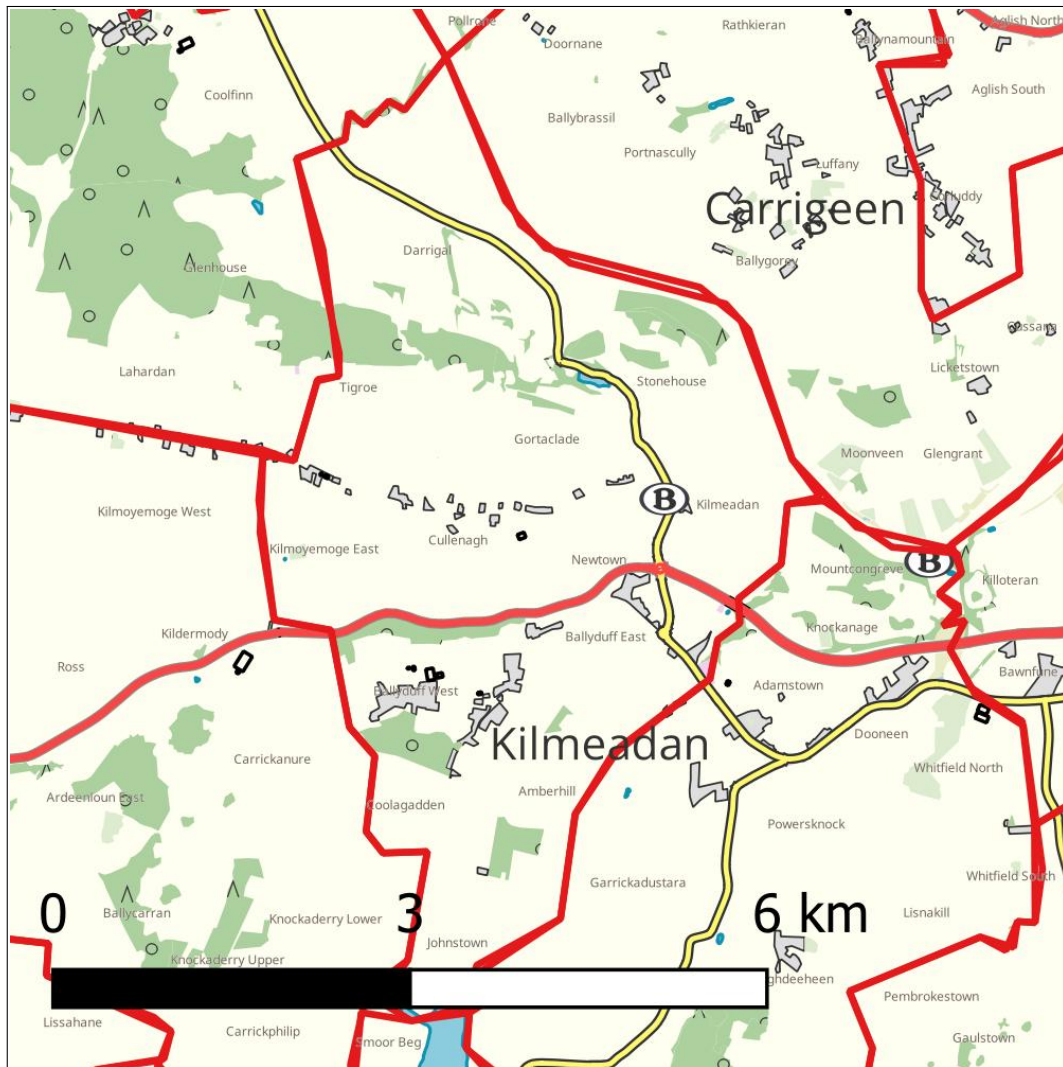 Pollrone
Rathkieran
Aglish North
Doornane
Ballynamountain
Coolfinn
Aglish South
Ballybrassil
Portnascully
Luffany
Corluddy
Carrigeen
Darrigal
Ballygorey
Glenhouse
Lahardan
Licketstown
Tigroe
Stonehouse
Gortaclade
Moonveen
Glengrant
Kilmoyemoge West
B
Kilmeadan
Cullenagh
Kilmoyemoge East
Newtown
B
Mountcongreve
Killoteran
Kildermody
Ballyduff East
Knockanage
Ross
Bawnfune
Ballyduff West
Adamstown
Dooneen
Kilmeadan
Carrickanure
Whitfield North
Ardeenloun East
Coolagadden
Amberhill
Powersknock
Garrickadustara
Whitfield South
0
3
6 km
Ballycarran
Knockaderry Lower
Lisnakill
Johnstown
Knockaderry Upper
ghdeeheen
Pembrokestown
Lissahane
Carrickphilip
Smoor Beg
Gaulstown
B